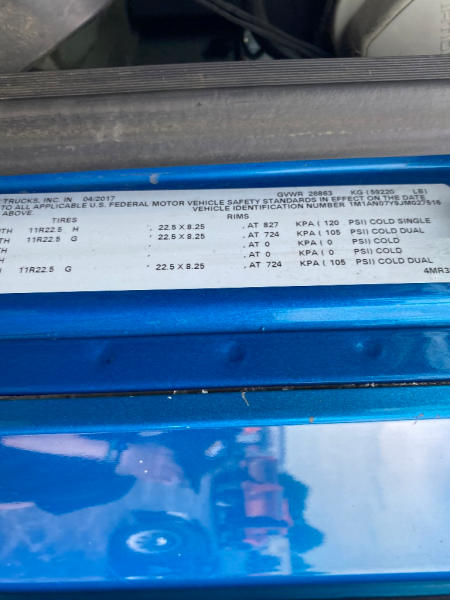 TRUCKS, INC. IN 04/2017 GVWR 26863 KG (59220 LB)
TO ALL APPLICABLE U.S. FEDERAL MOTOR VEHICLE SAFETY STANDARDS IN EFFECT ON THE DATE
ABOVE. VEHICLE IDENTIFICATION NUMBER 1M1AN07Y9JM027516
TIRES RIMS
TH 11R22.5 H , 22.5 X 8.25 , AT 827 KPA ( 120 PSI) COLD SINGLE
TH 11R22.5 G , 22.5 X 8.25 , AT 724 KPA ( 105 PSI) COLD DUAL
TH , , AT 0 KPA ( 0 PSI) COLD
H , , AT 0 KPA ( 0 PSI) COLD
H 11R22.5 G , 22.5 X 8.25 , AT 724 KPA ( 105 PSI) COLD DUAL
4MR3